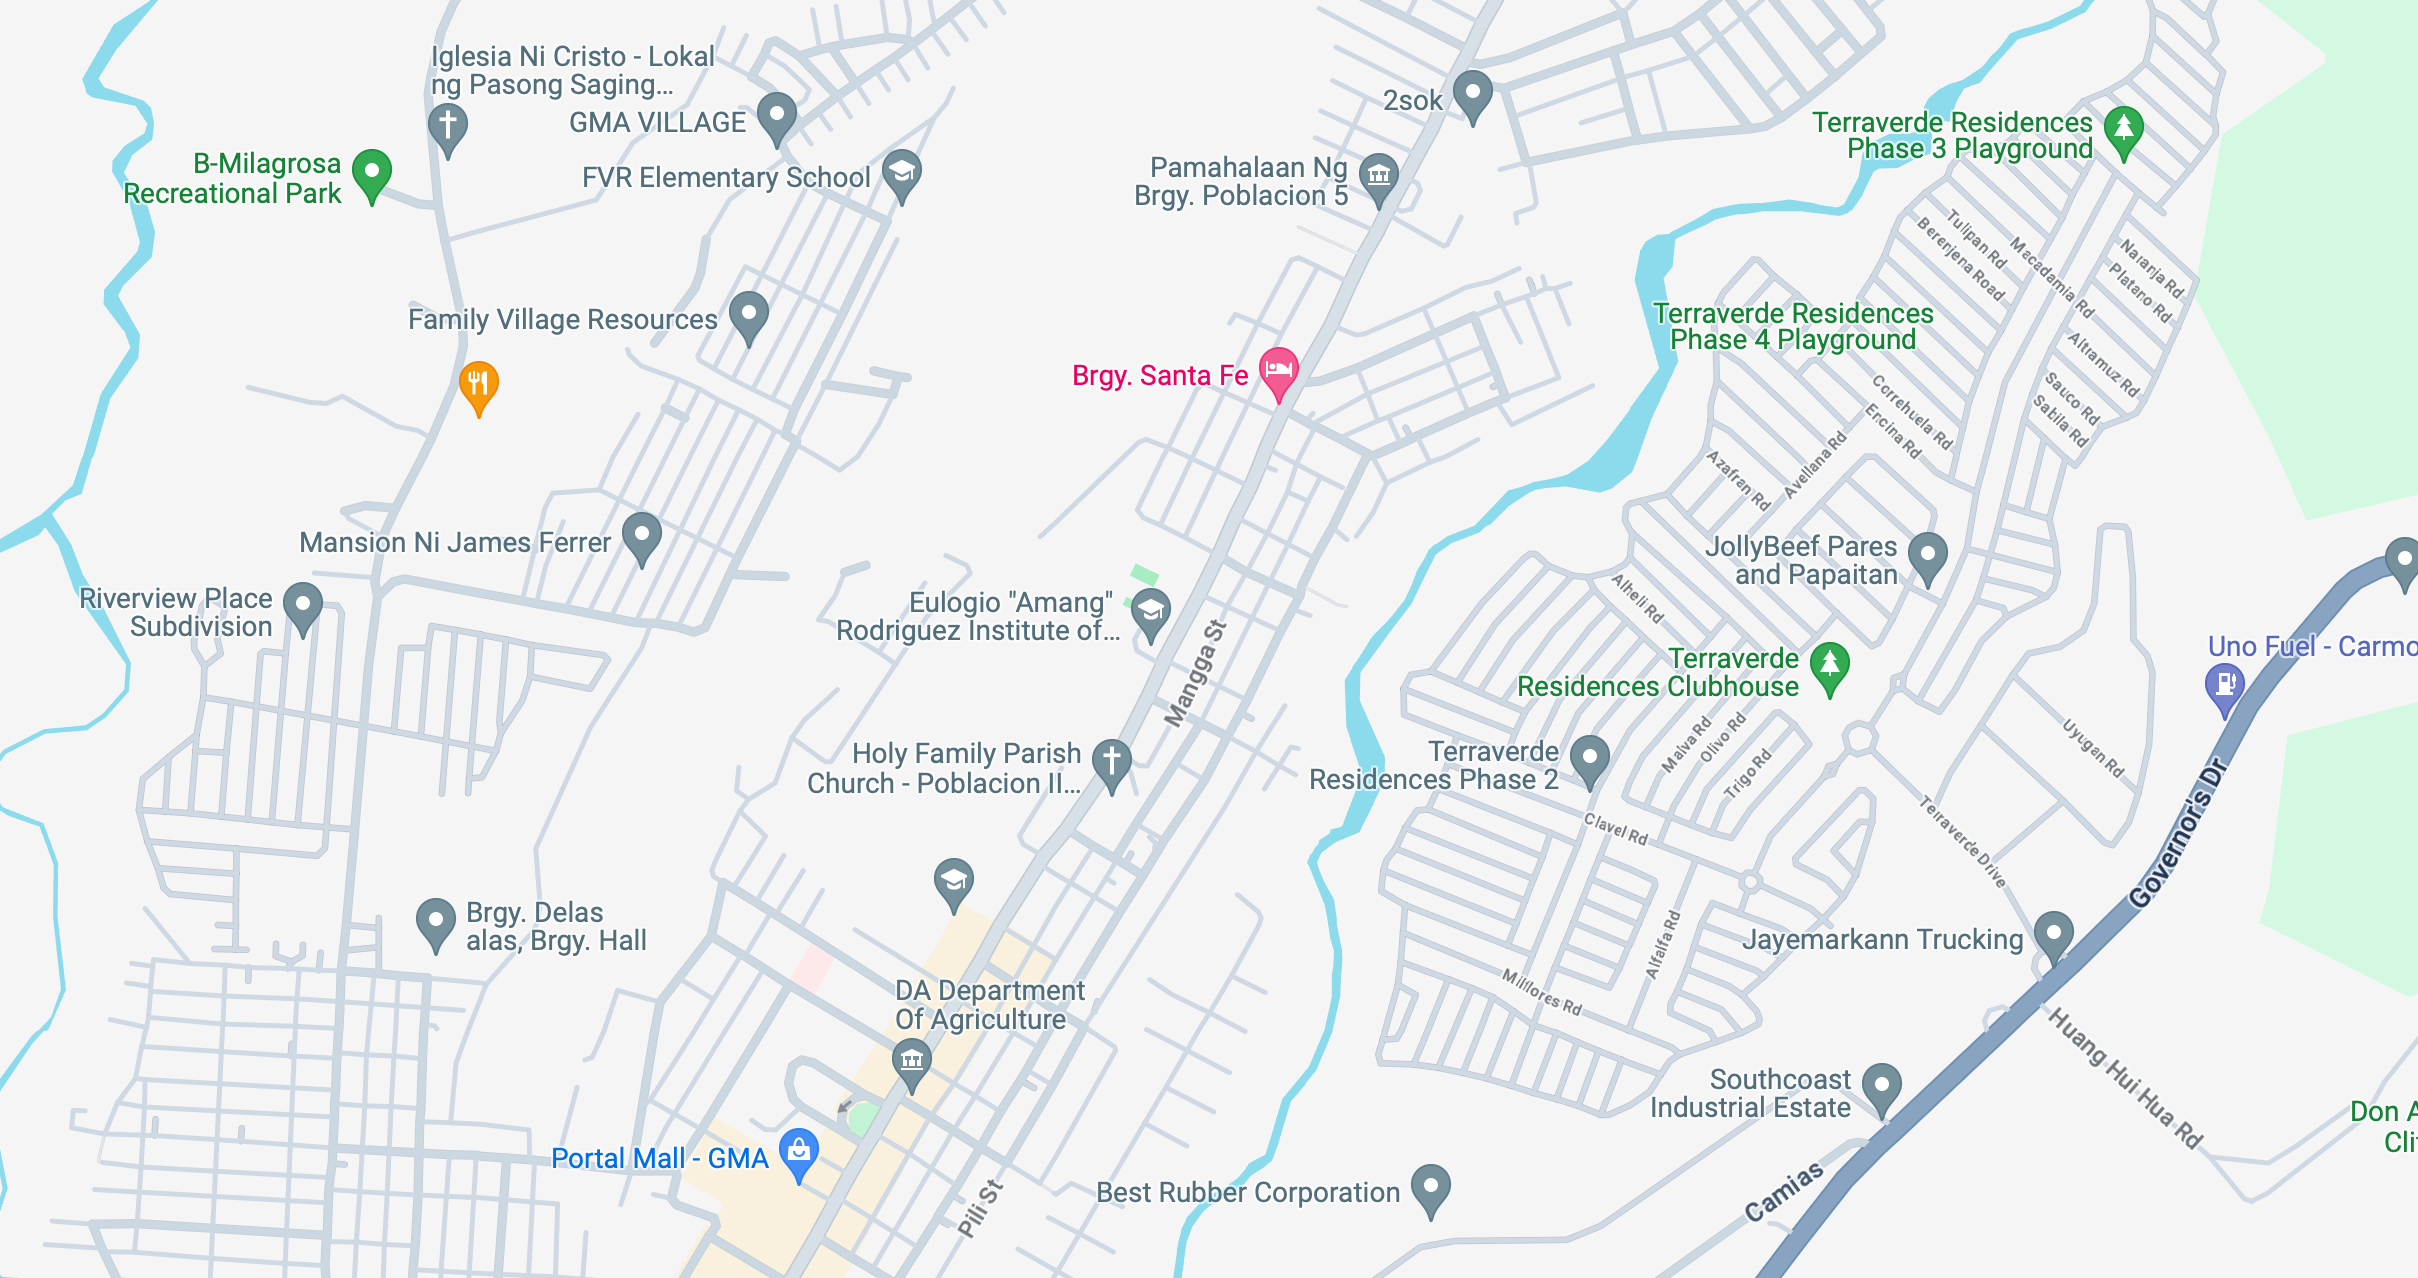 Iglesia Ni Cristo - Lokal
ng Pasong Saging...
GMA VILLAGE
2sok
Terraverde Residences
Phase 3 Playground
B-Milagrosa
Recreational Park
FVR Elementary School
Pamahalaan Ng
Brgy. Poblacion 5
Tulipan Rd
Berenjena Road
Macadamia Rd
Naranja Rd
Platano Rd
Family Village Resources
Terraverde Residences
Phase 4 Playground
Brgy. Santa Fe
Altramuz Rd
Sauco Rd
Sabila Rd
Correhuela Rd
Ercina Rd
Avellana Rd
Azafran Rd
Mansion Ni James Ferrer
JollyBeef Pares
and Papaitan
Riverview Place
Subdivision
Eulogio "Amang"
Rodriguez Institute of...
Alheli Rd
Mangga St
Uno Fuel - Carmo
Terraverde
Residences Clubhouse
Holy Family Parish
Church - Poblacion II...
Terraverde
Residences Phase 2
Malva Rd
Olivo Rd
Trigo Rd
Uyugan Rd
Clavel Rd
Terraverde Drive
Governor's Dr
Brgy. Delas
alas, Brgy. Hall
Alfalfa Rd
Jayemarkann Trucking
Milflores Rd
DA Department
Of Agriculture
Huang Hui Hua Rd
Southcoast
Industrial Estate
Don A
Clif
Portal Mall - GMA
Pili St
Best Rubber Corporation
Camias